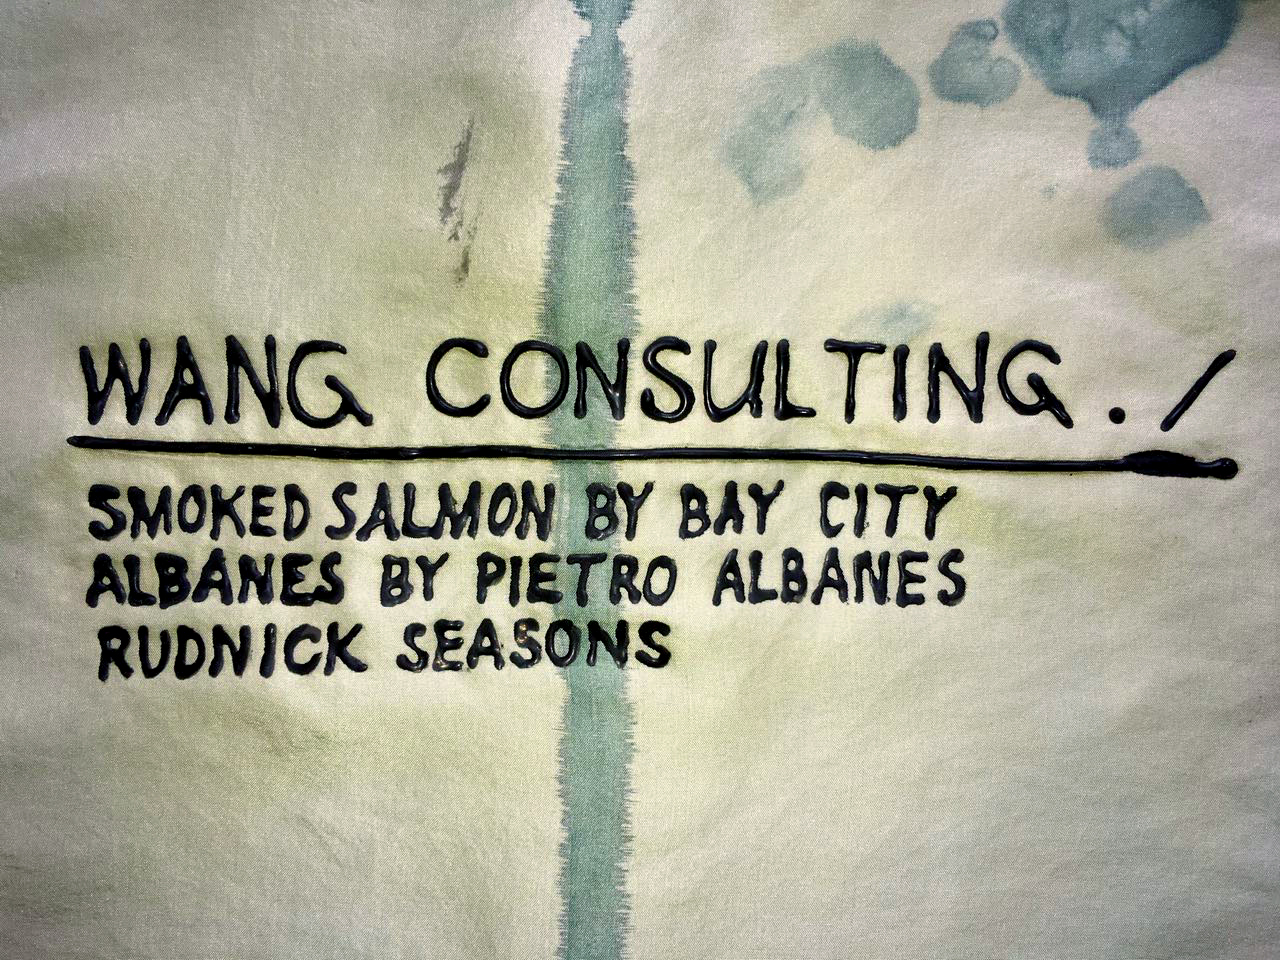 WANG CONSULTING. /
SMOKED SALMON BY BAY CITY
ALBANES BY PIETRO ALBANES
RUDNICK SEASONS